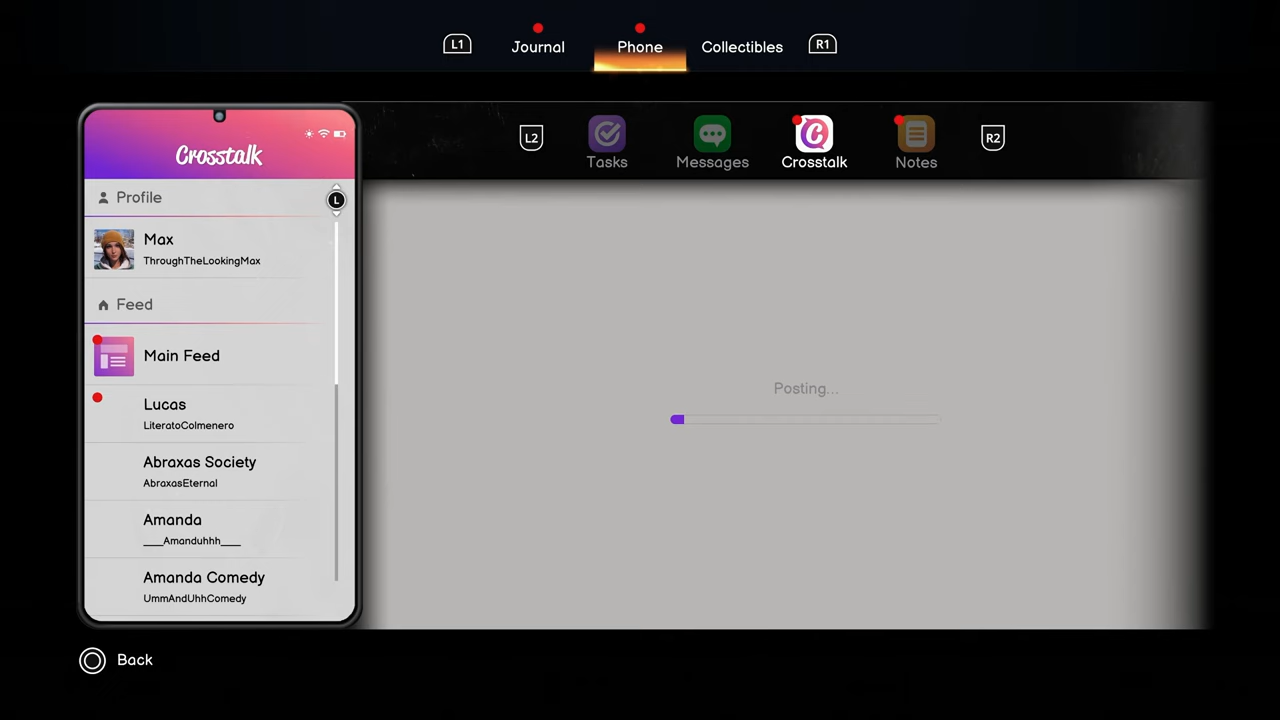 L1 Journal Phone Collectibles R1
L2 Tasks Messages Crosstalk Notes R2
Crosstalk
Profile
L
Max
ThroughTheLookingMax
Feed
Main Feed
Lucas
LiteratoColmenero
Abraxas Society
AbraxasEternal
Amanda
____Amanduhhh____
Amanda Comedy
UmmAndUhhComedy
Posting...
Back